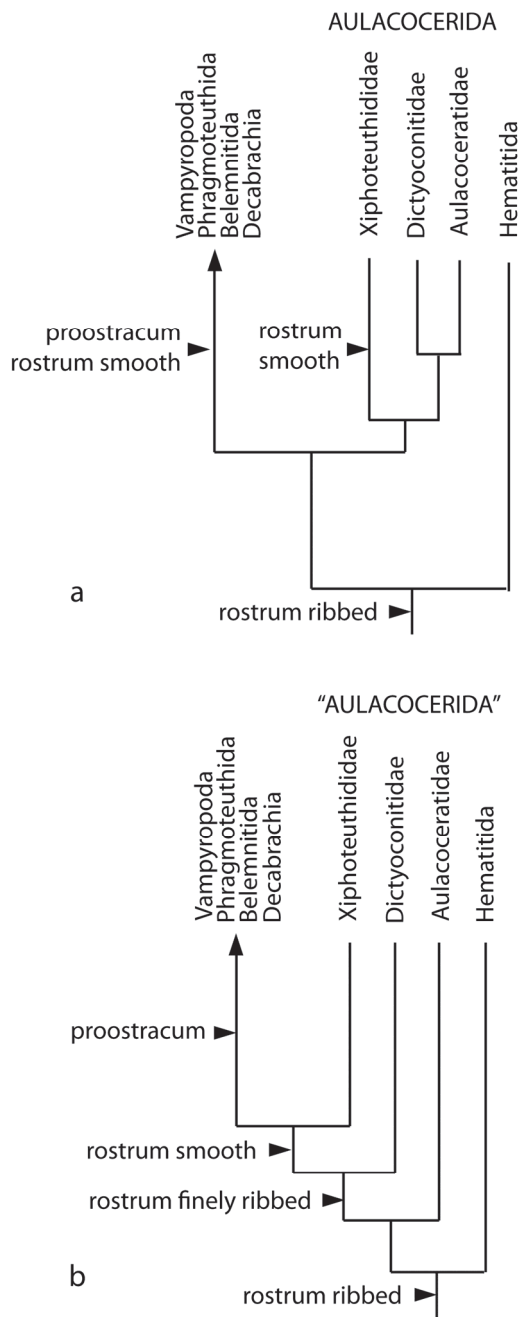 AULACOCERIDA
Vampyropoda
Phragmoteuthida
Belemnitida
Decabrachia
Xiphoteuthididae
Dictyoconitidae
Aulacoceratidae
Hematitida
proostracum
rostrum smooth
rostrum
smooth
a
rostrum ribbed
“AULACOCERIDA”
Vampyropoda
Phragmoteuthida
Belemnitida
Decabrachia
Xiphoteuthididae
Dictyoconitidae
Aulacoceratidae
Hematitida
proostracum
rostrum smooth
rostrum finely ribbed
b
rostrum ribbed